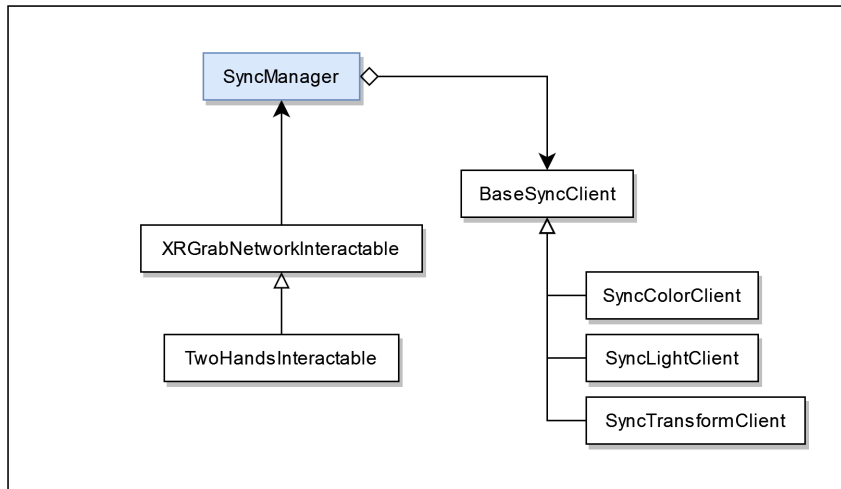 SyncManager
BaseSyncClient
XRGrabNetworkInteractable
SyncColorClient
TwoHandsInteractable
SyncLightClient
SyncTransformClient